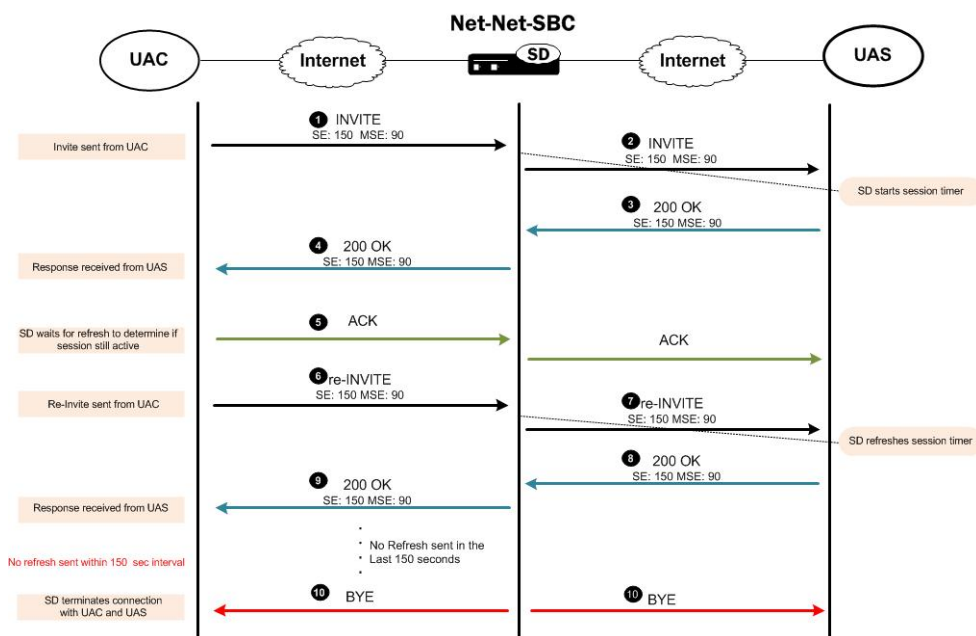 Net-Net-SBC
UAC
Internet
SD
Internet
UAS
1 INVITE
SE: 150 MSE: 90
Invite sent from UAC
2 INVITE
SE: 150 MSE: 90
SD starts session timer
3 200 OK
SE: 150 MSE: 90
4 200 OK
SE: 150 MSE: 90
Response received from UAS
5 ACK
SD waits for refresh to determine if
session still active
ACK
6 re-INVITE
SE: 150 MSE: 90
Re-Invite sent from UAC
7 re-INVITE
SE: 150 MSE: 90
SD refreshes session timer
8 200 OK
SE: 150 MSE: 90
9 200 OK
SE: 150 MSE: 90
Response received from UAS
No Refresh sent in the
Last 150 seconds
No refresh sent within 150 sec interval
10 BYE
10 BYE
SD terminates connection
with UAC and UAS